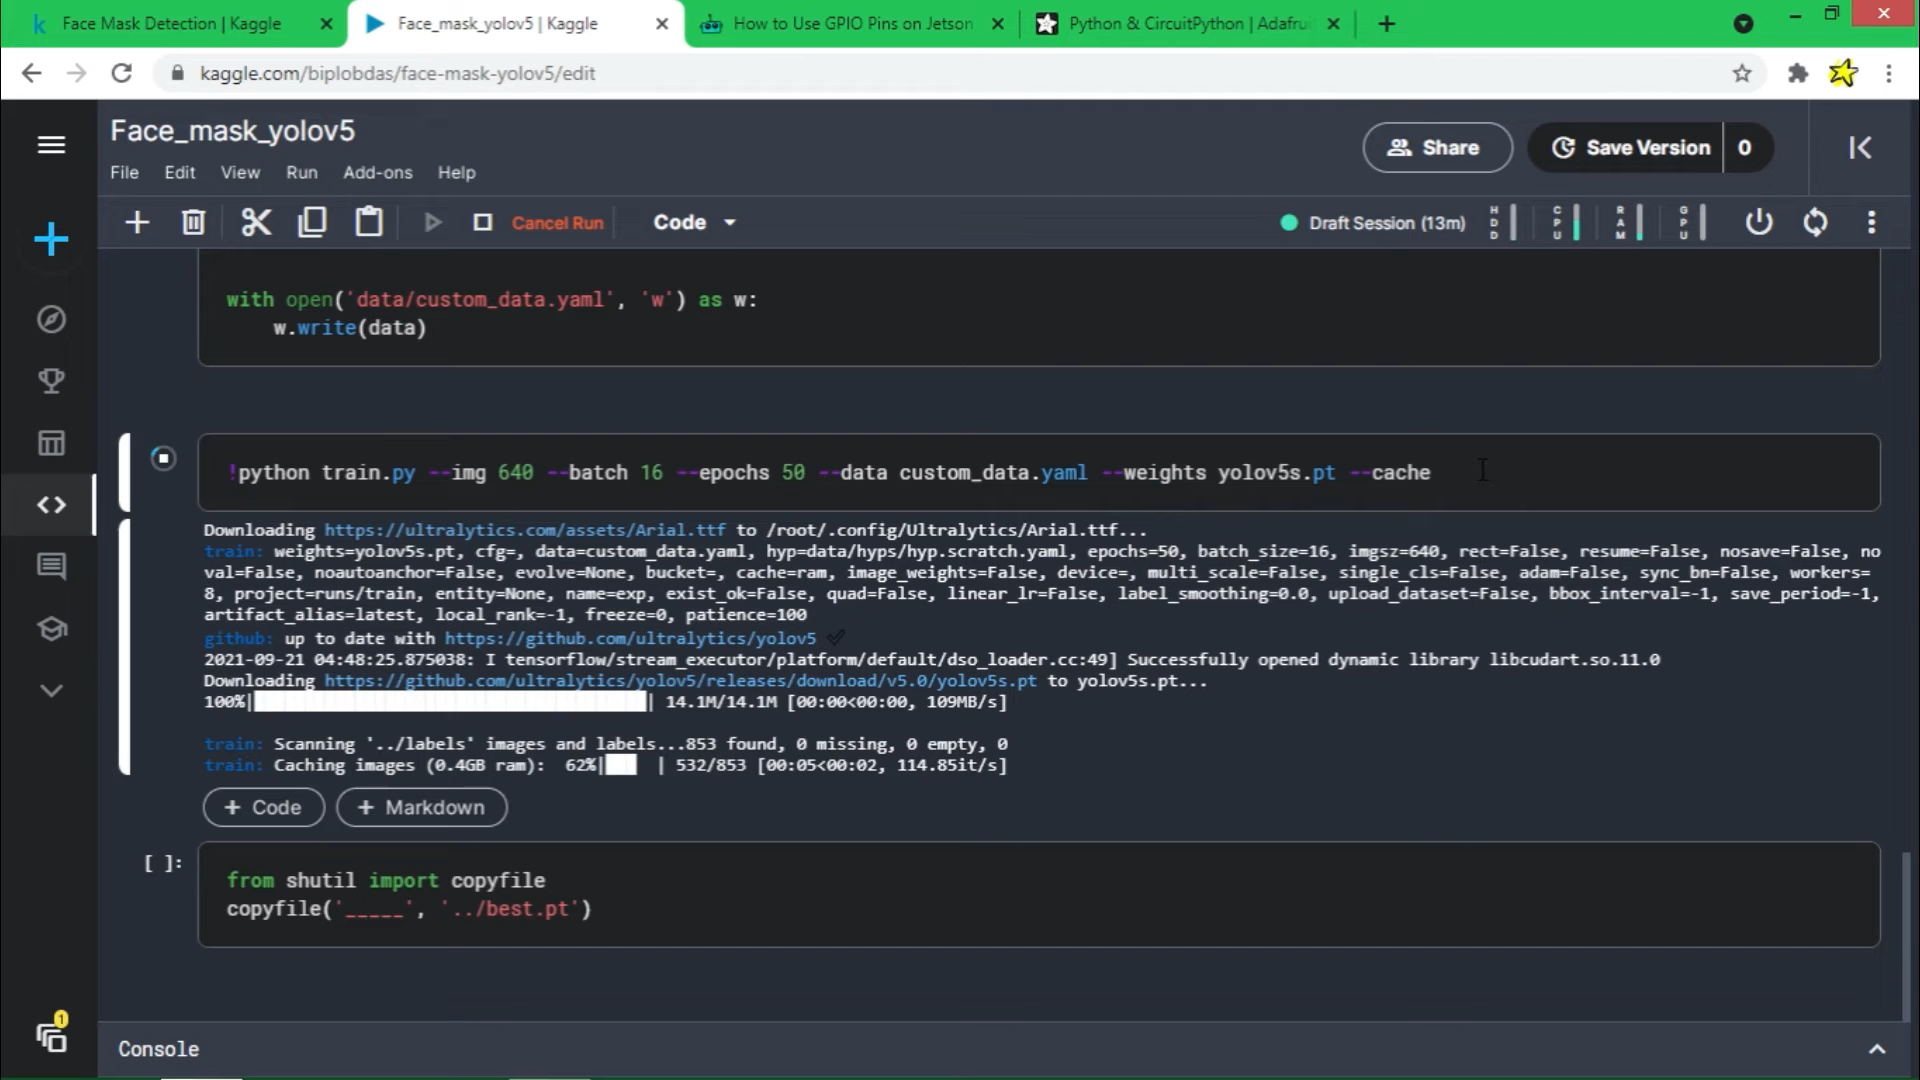 Face Mask Detection | Kaggle
Face_mask_yolov5 | Kaggle
How to Use GPIO Pins on Jetson
Python & CircuitPython | Adafrui
kaggle.com/biplobdas/face-mask-yolov5/edit
Face_mask_yolov5
Share
Save Version 0
File Edit View Run Add-ons Help
Cancel Run
Code
Draft Session (13m)
HDD
CPU
RAM
GPU
with open('data/custom_data.yaml', 'w') as w:
w.write(data)
!python train.py --img 640 --batch 16 --epochs 50 --data custom_data.yaml --weights yolov5s.pt --cache
Downloading https://ultralytics.com/assets/Arial.ttf to /root/.config/Ultralytics/Arial.ttf...
train: weights=yolov5s.pt, cfg=, data=custom_data.yaml, hyp=data/hyps/hyp.scratch.yaml, epochs=50, batch_size=16, imgsz=640, rect=False, resume=False, nosave=False, no
val=False, noautoanchor=False, evolve=None, bucket=, cache=ram, image_weights=False, device=, multi_scale=False, single_cls=False, adam=False, sync_bn=False, workers=
8, project=runs/train, entity=None, name=exp, exist_ok=False, quad=False, linear_lr=False, label_smoothing=0.0, upload_dataset=False, bbox_interval=-1, save_period=-1,
artifact_alias=latest, local_rank=-1, freeze=0, patience=100
github: up to date with https://github.com/ultralytics/yolov5 ✓
2021-09-21 04:48:25.875038: I tensorflow/stream_executor/platform/default/dso_loader.cc:49] Successfully opened dynamic library libcudart.so.11.0
Downloading https://github.com/ultralytics/yolov5/releases/download/v5.0/yolov5s.pt to yolov5s.pt...
100%| | 14.1M/14.1M [00:00<00:00, 109MB/s]
train: Scanning '../labels' images and labels...853 found, 0 missing, 0 empty, 0
train: Caching images (0.4GB ram): 62%| | 532/853 [00:05<00:02, 114.85it/s]
+ Code
+ Markdown
[ ]:
from shutil import copyfile
copyfile('_____', '../best.pt')
1
Console